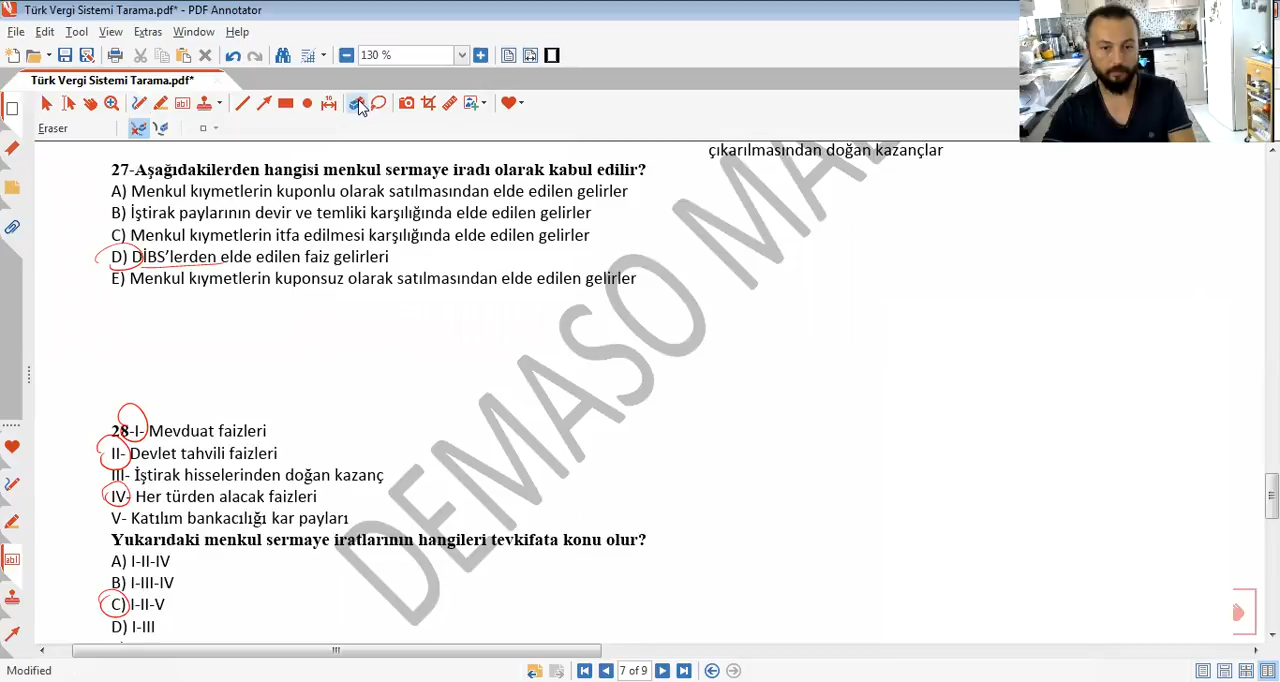 Türk Vergi Sistemi Tarama.pdf* - PDF Annotator
File Edit Tool View Extras Window Help
130 %
Türk Vergi Sistemi Tarama.pdf*
Eraser
çıkarılmasından doğan kazançlar
27-Aşağıdakilerden hangisi menkul sermaye iradı olarak kabul edilir?
A) Menkul kıymetlerin kuponlu olarak satılmasından elde edilen gelirler
B) İştirak paylarının devir ve temliki karşılığında elde edilen gelirler
C) Menkul kıymetlerin itfa edilmesi karşılığında elde edilen gelirler
D) DİBS’lerden elde edilen faiz gelirleri
E) Menkul kıymetlerin kuponsuz olarak satılmasından elde edilen gelirler
28-I- Mevduat faizleri
II- Devlet tahvili faizleri
III- İştirak hisselerinden doğan kazanç
IV- Her türden alacak faizleri
V- Katılım bankacılığı kar payları
Yukarıdaki menkul sermaye iratlarının hangileri tevkifata konu olur?
A) I-II-IV
B) I-III-IV
C) I-II-V
D) I-III
DEMASO MA
Modified
7 of 9